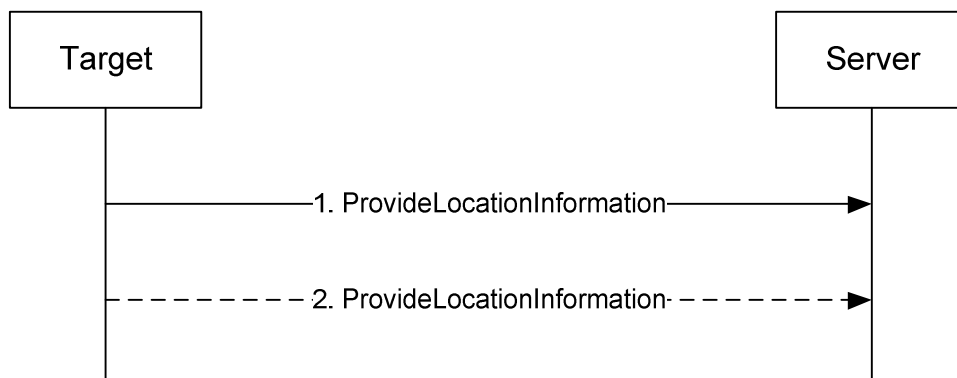 Target
Server
1. ProvideLocationInformation
2. ProvideLocationInformation